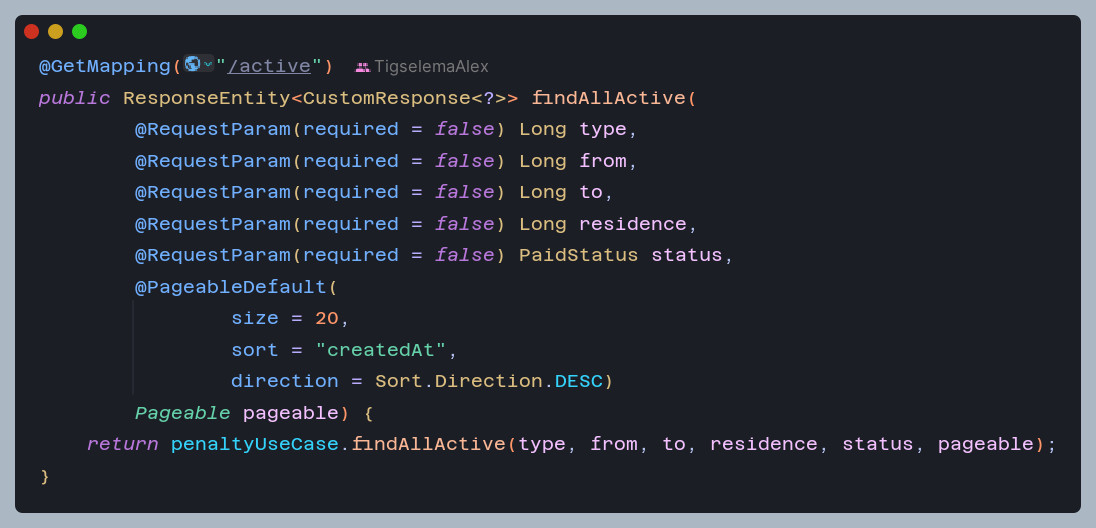 @GetMapping("/active") TigselemaAlex
public ResponseEntity<CustomResponse<?>> findAllActive(
        @RequestParam(required = false) Long type,
        @RequestParam(required = false) Long from,
        @RequestParam(required = false) Long to,
        @RequestParam(required = false) Long residence,
        @RequestParam(required = false) PaidStatus status,
        @PageableDefault(
                size = 20,
                sort = "createdAt",
                direction = Sort.Direction.DESC)
        Pageable pageable) {
    return penaltyUseCase.findAllActive(type, from, to, residence, status, pageable);
}